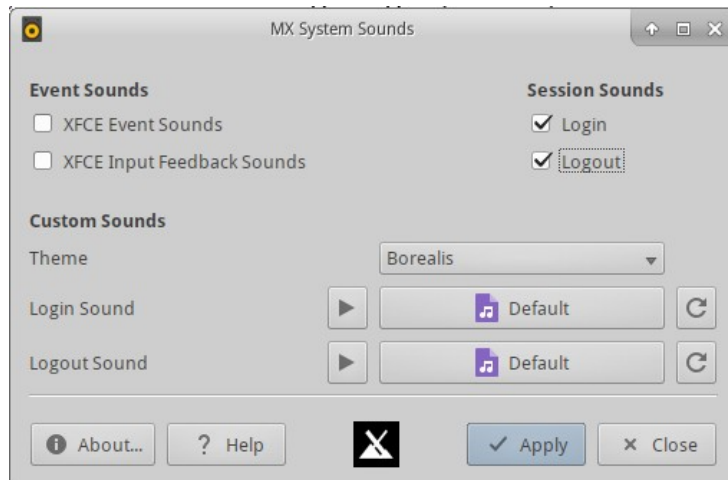 MX System Sounds
Event Sounds
XFCE Event Sounds
XFCE Input Feedback Sounds
Session Sounds
Login
Logout
Custom Sounds
Theme
Borealis
Login Sound
Default
Logout Sound
Default
About...
? Help
Apply
Close